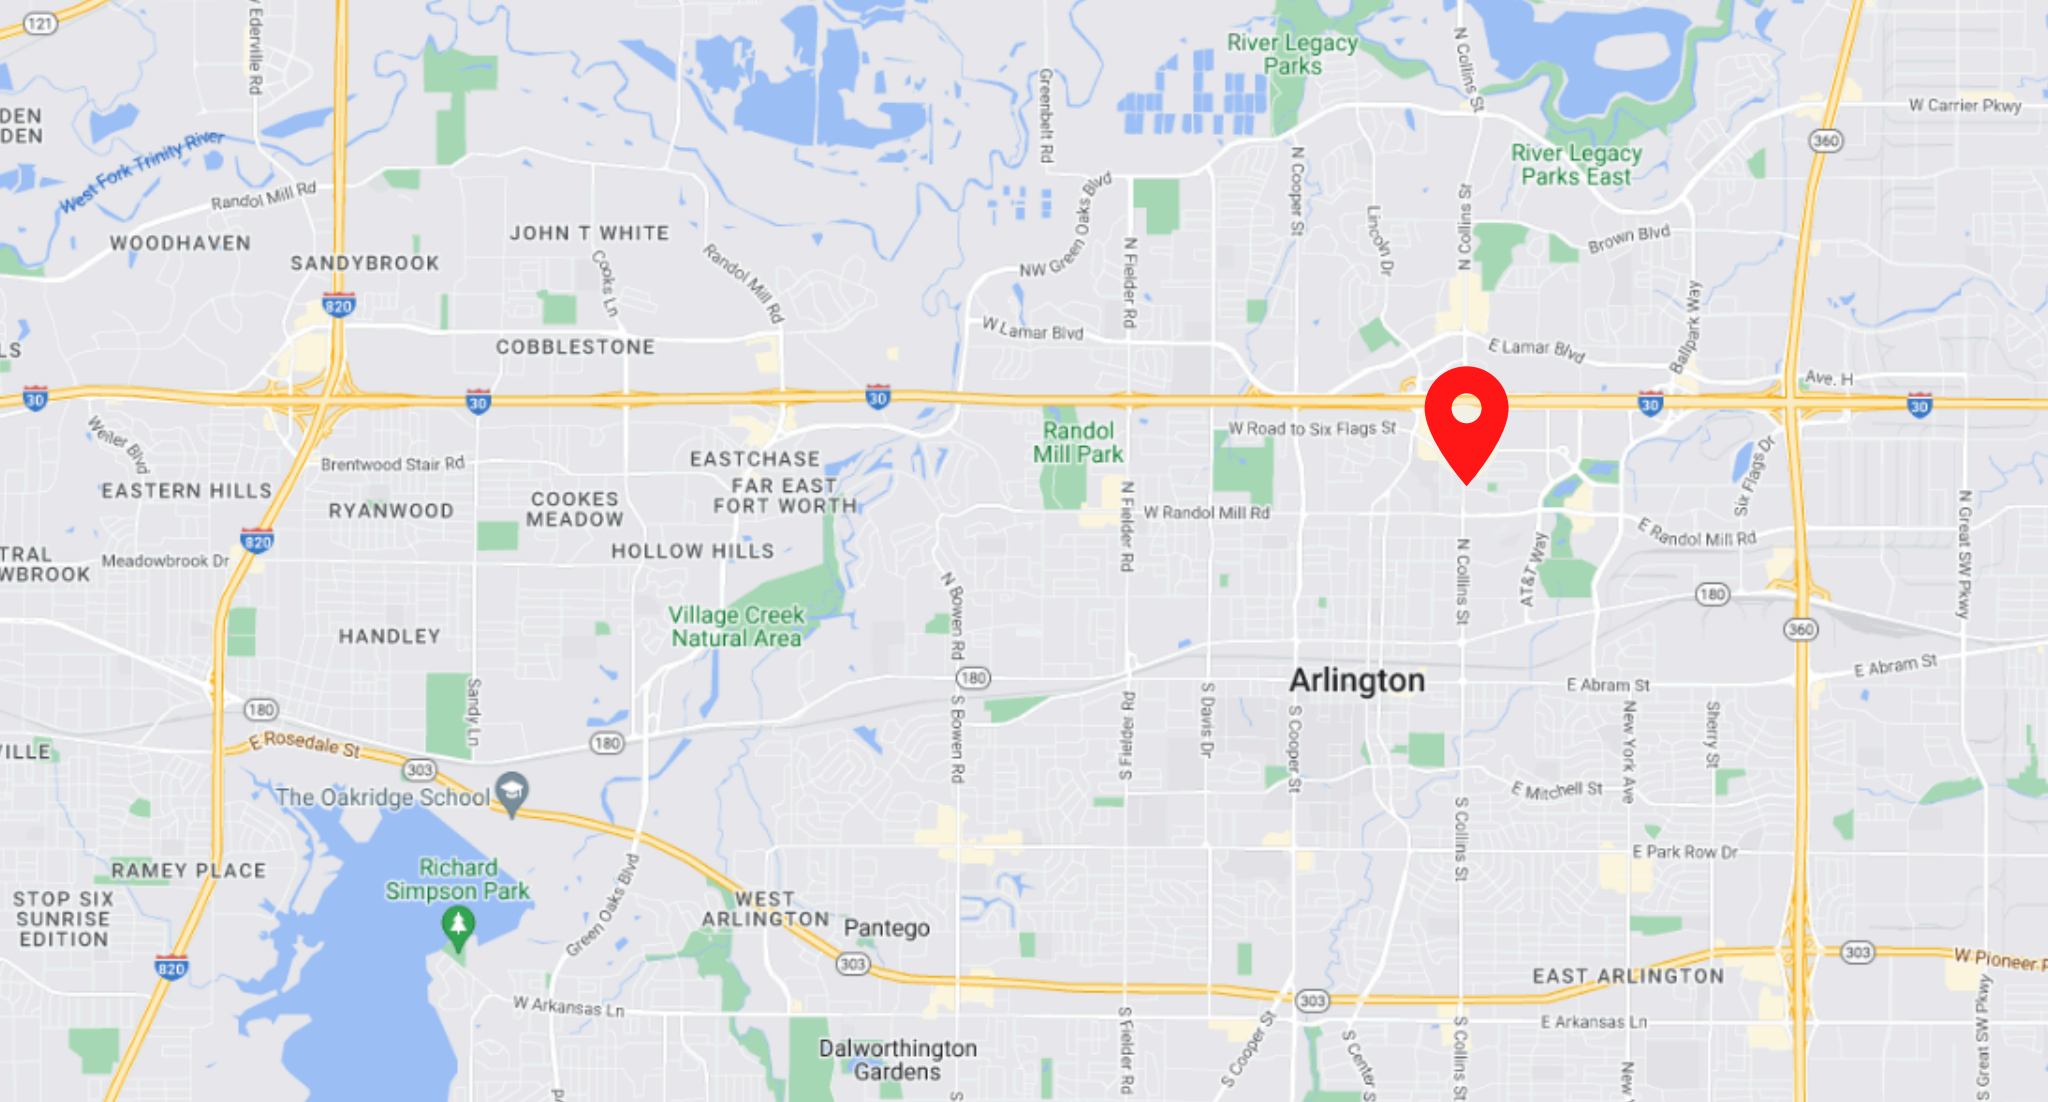 121
Ederville Rd
River Legacy
Parks
N Collins St
W Carrier Pkwy
Greenbelt Rd
360
West Fork Trinity River
Randol Mill Rd
River Legacy
Parks East
N Cooper St
NW Green Oaks Blvd
N Collins St
Lincoln Dr
Brown Blvd
WOODHAVEN
JOHN T WHITE
SANDYBROOK
Cooks Ln
Randol Mill Rd
N Fielder Rd
820
W Lamar Blvd
E Lamar Blvd
Ballpark Way
COBBLESTONE
Ave. H
30
30
30
30
30
Weiler Blvd
W Road to Six Flags St
Randol
Mill Park
Brentwood Stair Rd
EASTCHASE
Six Flags Dr
EASTERN HILLS
RYANWOOD
COOKES
MEADOW
FAR EAST
FORT WORTH
N Fielder Rd
W Randol Mill Rd
E Randol Mill Rd
N Great SW Pkwy
820
HOLLOW HILLS
Meadowbrook Dr
N Collins St
AT&T Way
180
Village Creek
Natural Area
N Bowen Rd
HANDLEY
360
180
Arlington
E Abram St
E Abram St
180
Sandy Ln
S Bowen Rd
S Fielder Rd
S Davis Dr
S Cooper St
New York Ave
Sherry St
E Rosedale St
180
303
The Oakridge School
E Mitchell St
S Collins St
E Park Row Dr
RAMEY PLACE
Richard
Simpson Park
Green Oaks Blvd
STOP SIX
SUNRISE
EDITION
WEST
ARLINGTON
Pantego
303
820
303
EAST ARLINGTON
303
W Pioneer
W Arkansas Ln
E Arkansas Ln
S Fielder Rd
S Cooper St
S Center
S Collins St
New
S Great SW Pkwy
Dalworthington
Gardens